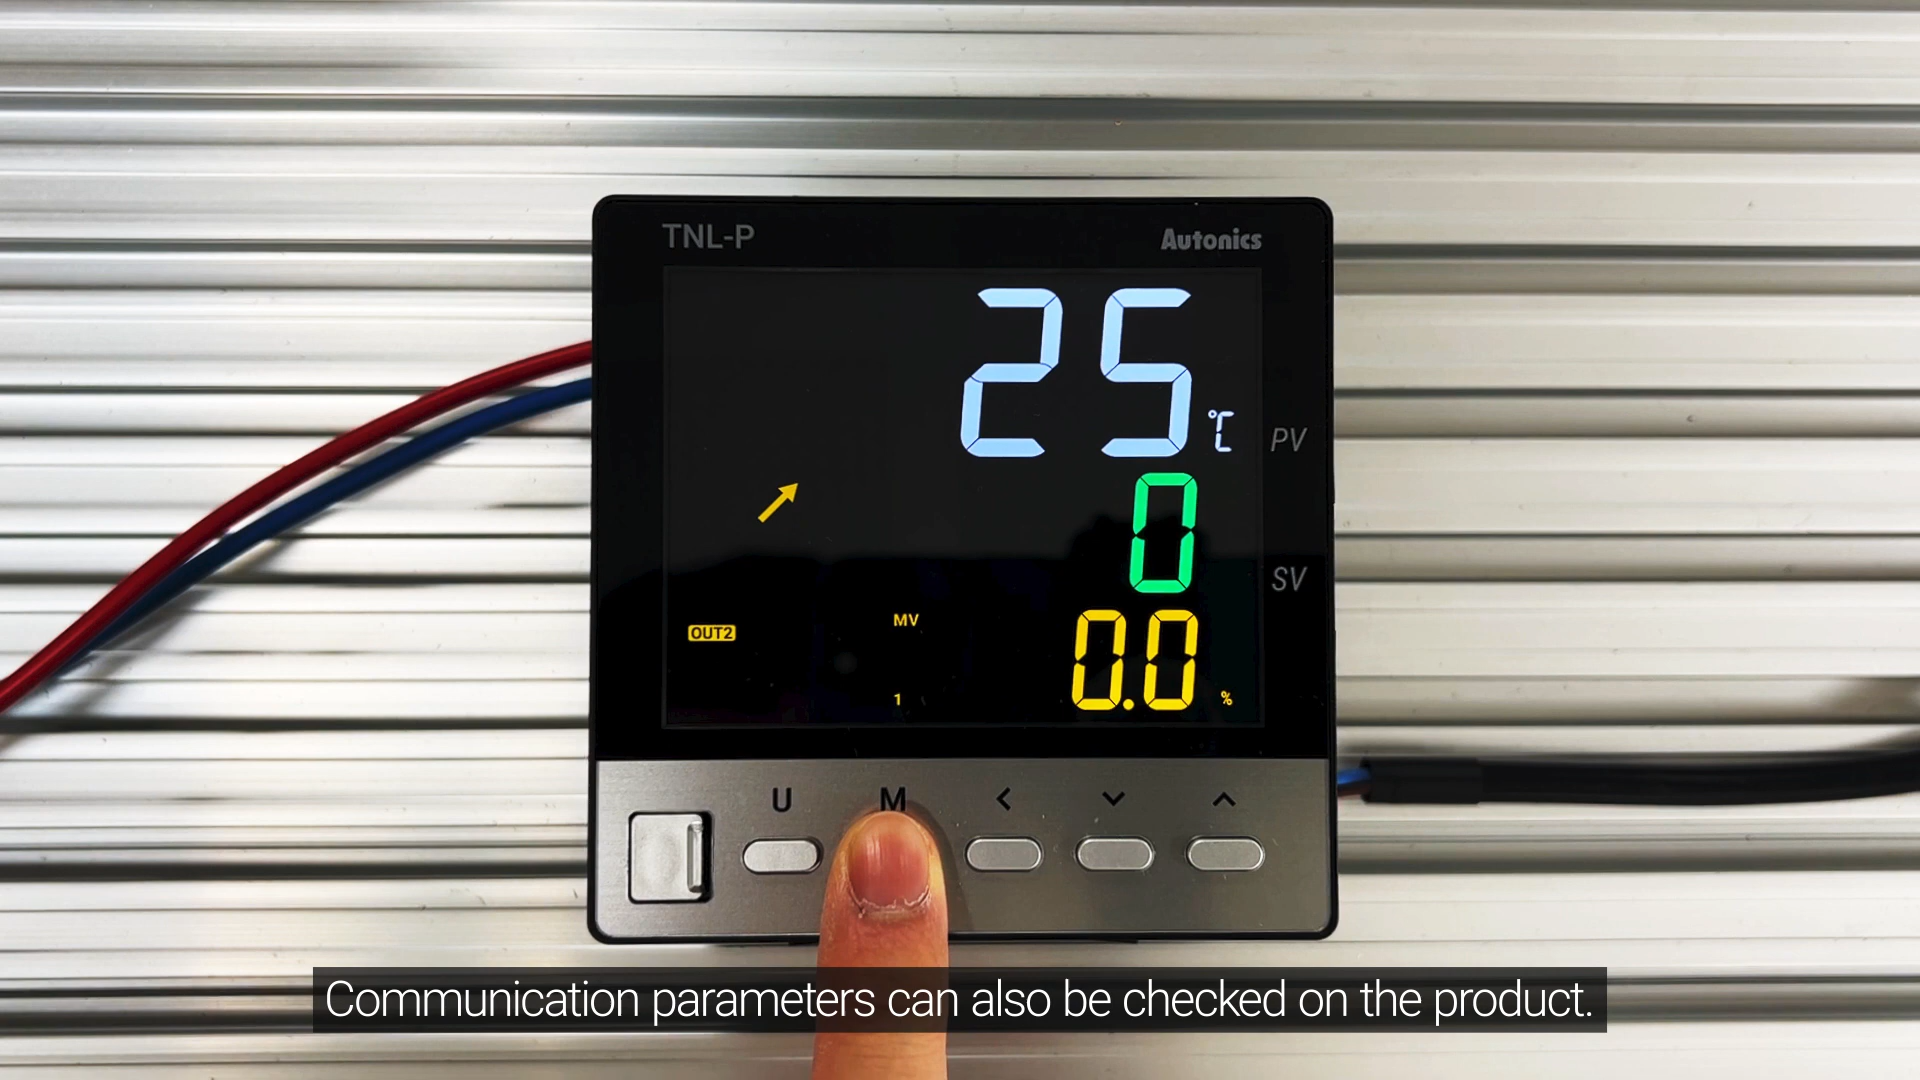 TNL-P Autonics
25 ℃ PV
0 SV
OUT2 MV 1 0.0 %
U M < ∨ ∧
Communication parameters can also be checked on the product.